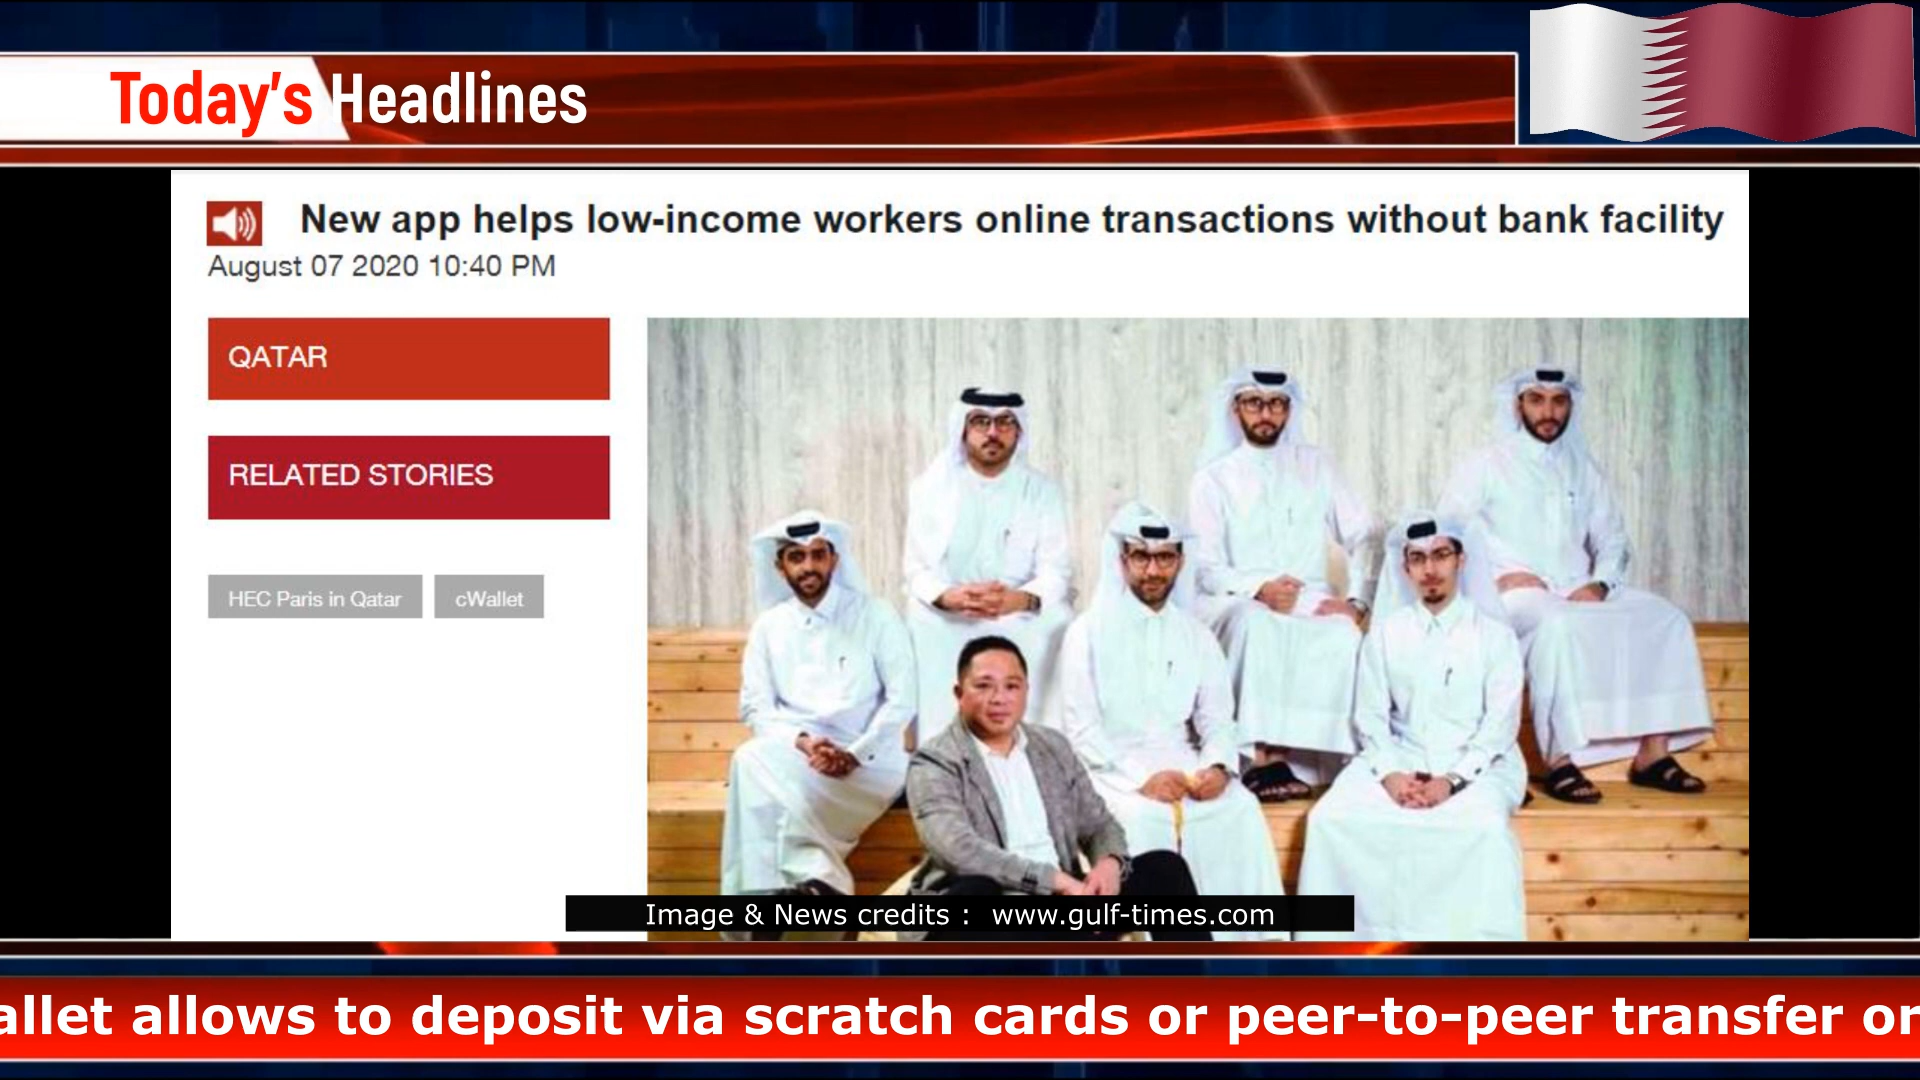 Today's Headlines
New app helps low-income workers online transactions without bank facility
August 07 2020 10:40 PM
QATAR
RELATED STORIES
HEC Paris in Qatar cWallet
Image & News credits : www.gulf-times.com
allet allows to deposit via scratch cards or peer-to-peer transfer or